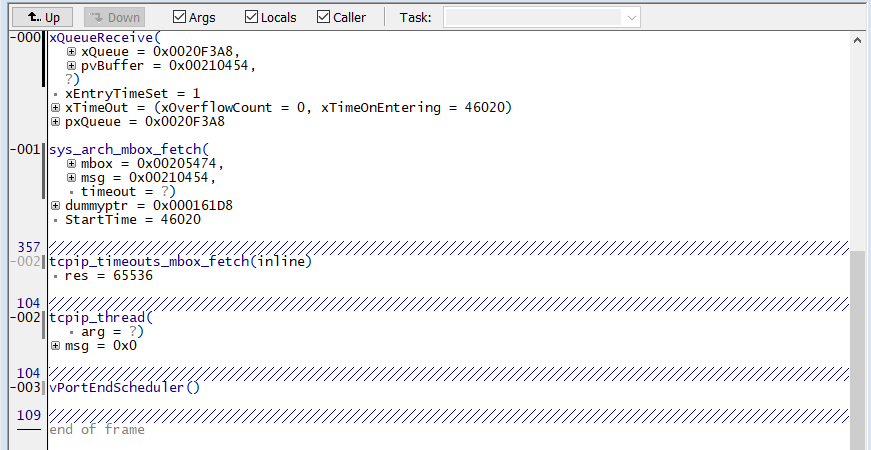 Up Down Args Locals Caller Task:
-000 xQueueReceive(
xQueue = 0x0020F3A8,
pvBuffer = 0x00210454,
?)
xEntryTimeSet = 1
xTimeOut = (xOverflowCount = 0, xTimeOnEntering = 46020)
pxQueue = 0x0020F3A8
-001 sys_arch_mbox_fetch(
mbox = 0x00205474,
msg = 0x00210454,
timeout = ?)
dummyptr = 0x000161D8
StartTime = 46020
357
-002 tcpip_timeouts_mbox_fetch(inline)
res = 65536
104
-002 tcpip_thread(
arg = ?)
msg = 0x0
104
-003 vPortEndScheduler()
109
end of frame